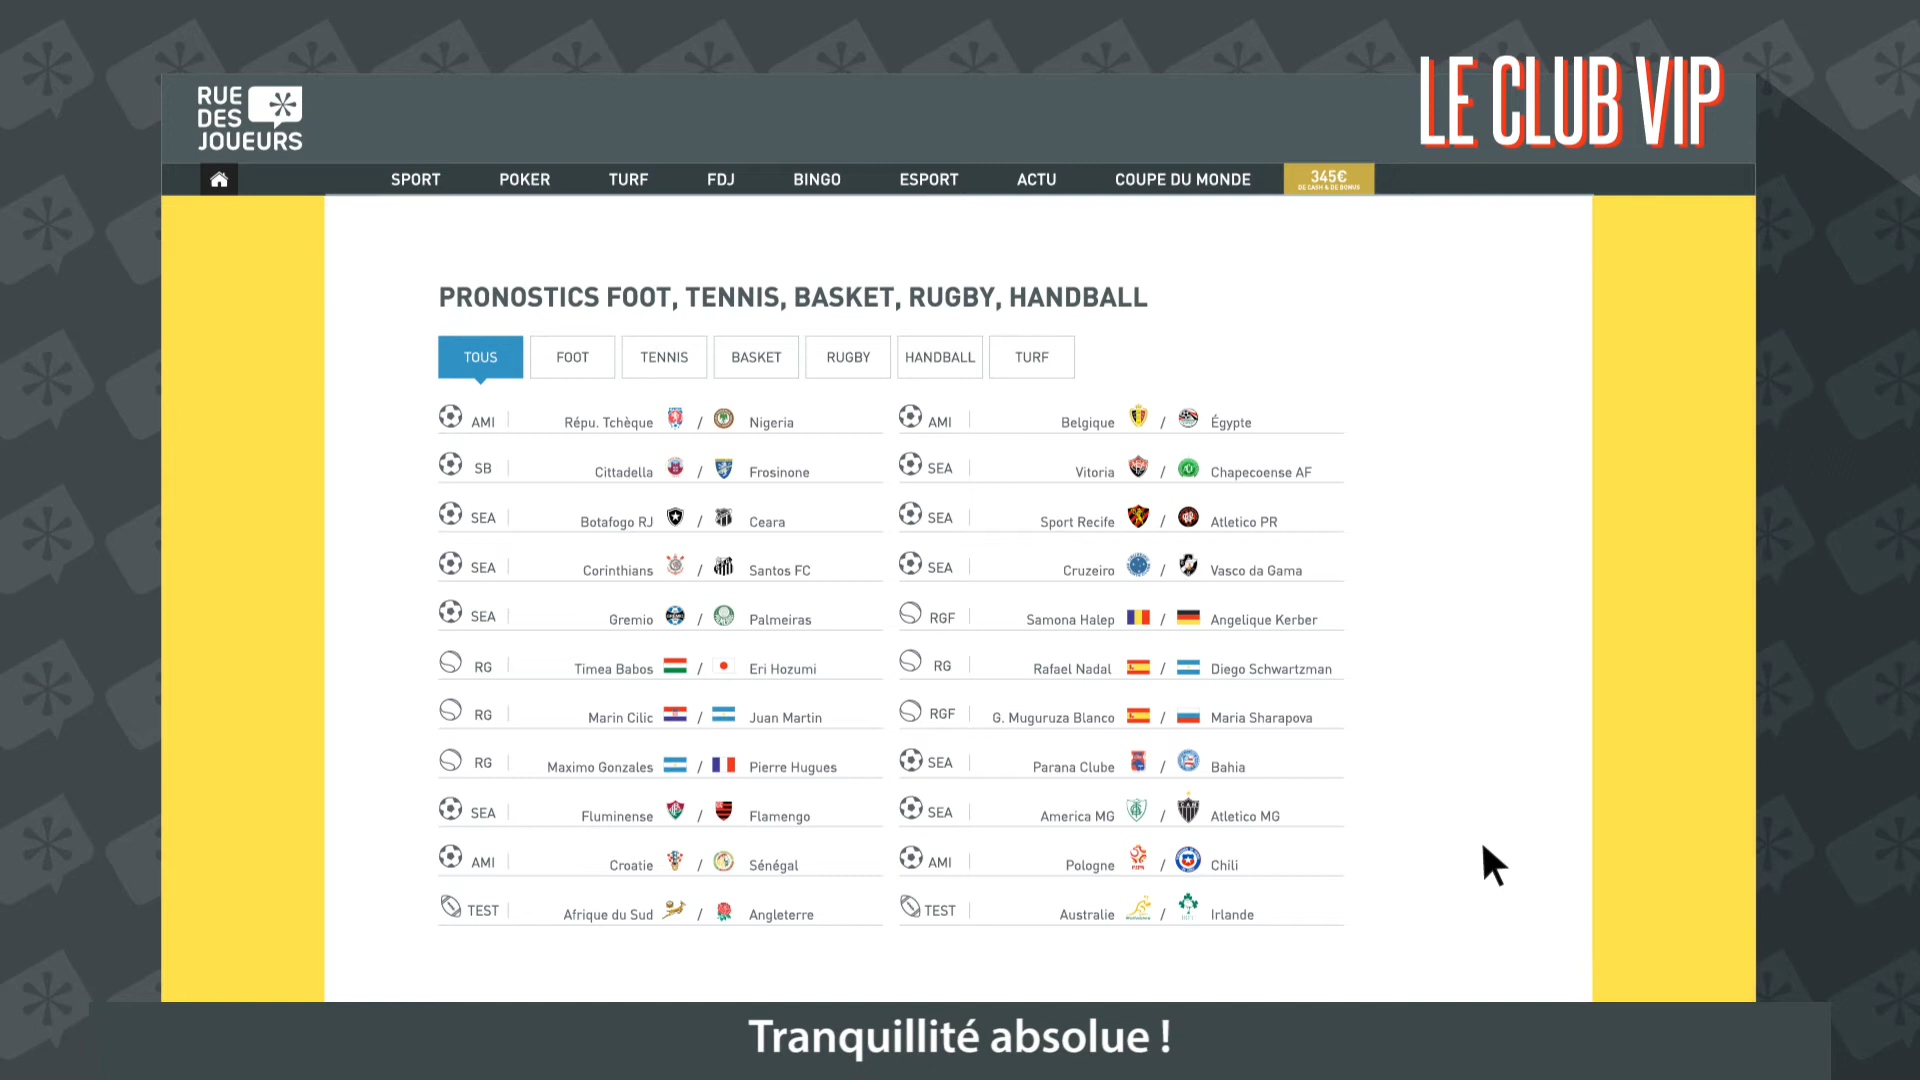 LE CLUB VIP
RUE
DES
JOUEURS
SPORT POKER TURF FDJ BINGO ESPORT ACTU COUPE DU MONDE 345€
DE CASH & DE BONUS
PRONOSTICS FOOT, TENNIS, BASKET, RUGBY, HANDBALL
TOUS FOOT TENNIS BASKET RUGBY HANDBALL TURF
AMI Répu. Tchèque / Nigeria
SB Cittadella / Frosinone
SEA Botafogo RJ / Ceara
SEA Corinthians / Santos FC
SEA Gremio / Palmeiras
RG Timea Babos / Eri Hozumi
RG Marin Cilic / Juan Martin
RG Maximo Gonzales / Pierre Hugues
SEA Fluminense / Flamengo
AMI Croatie / Sénégal
TEST Afrique du Sud / Angleterre
AMI Belgique / Égypte
SEA Vitoria / Chapecoense AF
SEA Sport Recife / Atletico PR
SEA Cruzeiro / Vasco da Gama
RGF Samona Halep / Angelique Kerber
RG Rafael Nadal / Diego Schwartzman
RGF G. Muguruza Blanco / Maria Sharapova
SEA Parana Clube / Bahia
SEA America MG / Atletico MG
AMI Pologne / Chili
TEST Australie / Irlande
Tranquillité absolue !